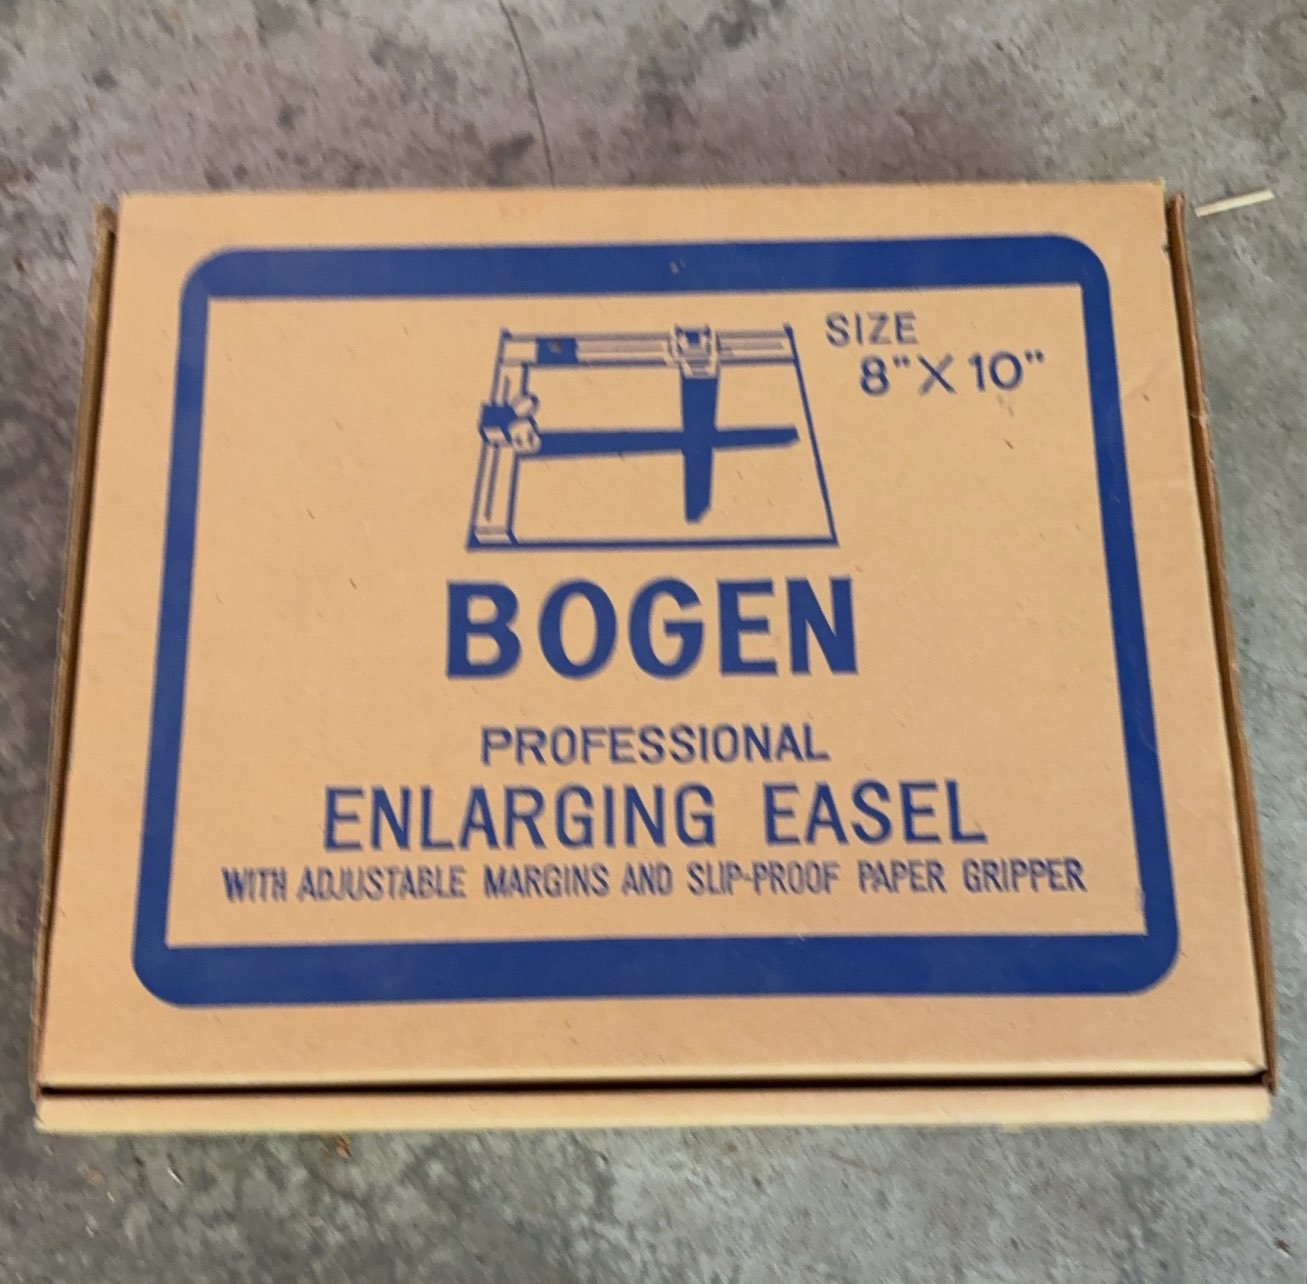 SIZE
8" X 10"
BOGEN
PROFESSIONAL
ENLARGING EASEL
WITH ADJUSTABLE MARGINS AND SLIP-PROOF PAPER GRIPPER